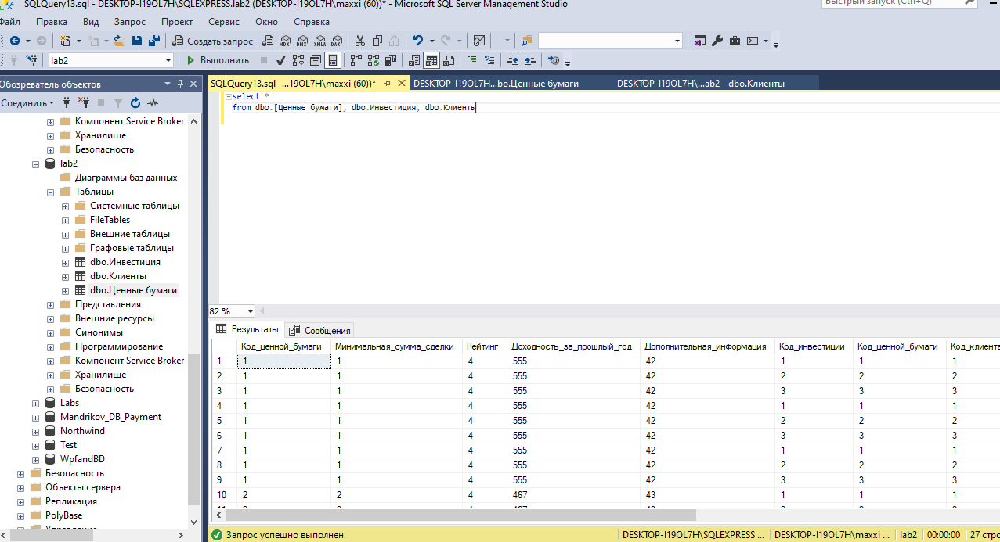 SQLQuery13.sql - DESKTOP-I19OL7H\SQLEXPRESS.lab2 (DESKTOP-I19OL7H\maxxi (60))* - Microsoft SQL Server Management Studio
Быстрый запуск (Ctrl+Q)
Файл Правка Вид Запрос Проект Инструменты Сервис Окно Справка
Создать запрос MDX DMX XMLA DAX
lab2 Выполнить
Обозреватель объектов
SQLQuery13.sql -...19OL7H\maxxi (60))* DESKTOP-I19OL7H...bo.Ценные бумаги DESKTOP-I19OL7H\...ab2 - dbo.Клиенты
Соединить
select *
from dbo.[Ценные бумаги], dbo.Инвестиция, dbo.Клиенты
Компонент Service Broker
Хранилище
Безопасность
lab2
Диаграммы баз данных
Таблицы
Системные таблицы
FileTables
Внешние таблицы
Графовые таблицы
dbo.Инвестиция
dbo.Клиенты
dbo.Ценные бумаги
Представления
Внешние ресурсы
Синонимы
Программирование
Компонент Service Broker
Хранилище
Безопасность
Labs
Mandrikov_DB_Payment
Northwind
Test
WpfandBD
Безопасность
Объекты сервера
Репликация
PolyBase
82 %
Результаты Сообщения
Код_ценной_бумаги Минимальная_сумма_сделки Рейтинг Доходность_за_прошлый_год Дополнительная_информация Код_инвестиции Код_ценной_бумаги Код_клиента
1 1 1 4 555 42 1 1 1
2 1 1 4 555 42 2 2 2
3 1 1 4 555 42 3 3 3
4 1 1 4 555 42 1 1 1
5 1 1 4 555 42 2 2 2
6 1 1 4 555 42 3 3 3
7 1 1 4 555 42 1 1 1
8 1 1 4 555 42 2 2 2
9 1 1 4 555 42 3 3 3
10 2 2 4 467 43 1 1 1
Запрос успешно выполнен. DESKTOP-I19OL7H\SQLEXPRESS ... DESKTOP-I19OL7H\maxxi ... lab2 00:00:00 27 стро